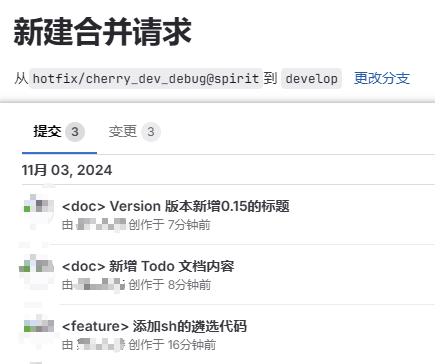 新建合并请求
从 hotfix/cherry_dev_debug@spirit 到 develop 更改分支
提交 3 变更 3
11月 03, 2024
<doc> Version 版本新增0.15的标题
由 创作于 7分钟前
<doc> 新增 Todo 文档内容
由 创作于 8分钟前
<feature> 添加sh的遴选代码
由 创作于 16分钟前